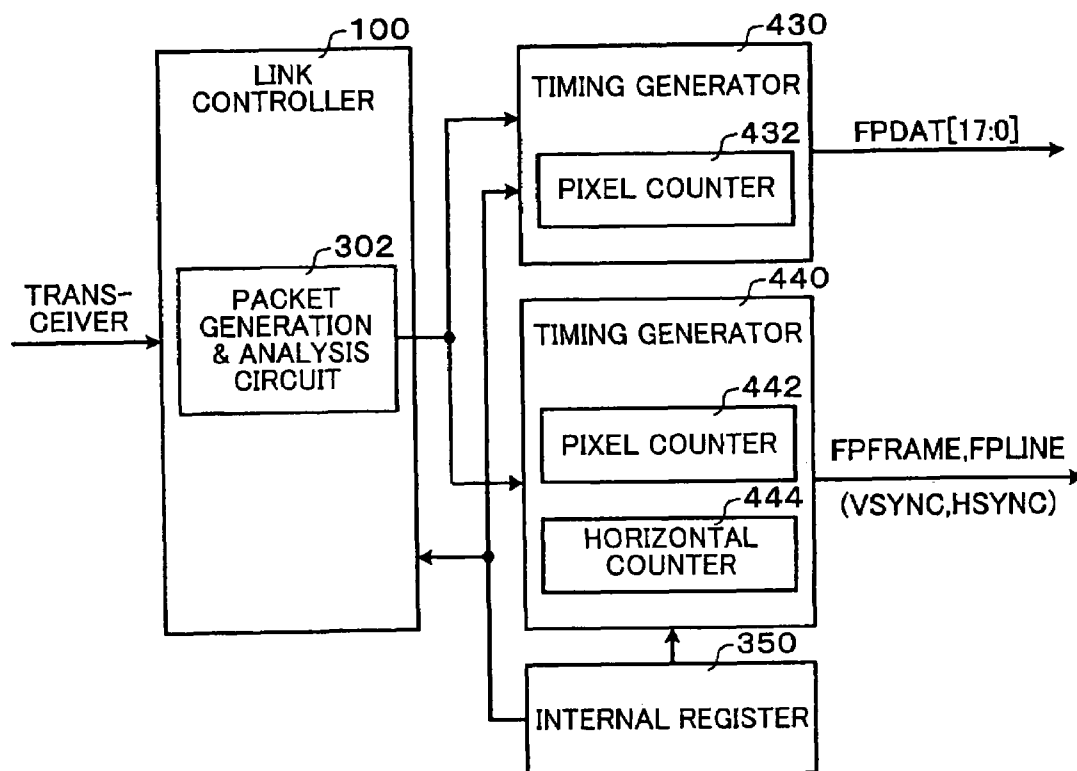 100
LINK
CONTROLLER
302
PACKET
GENERATION
& ANALYSIS
CIRCUIT
TRANS-
CEIVER
430
TIMING GENERATOR
432
PIXEL COUNTER
FPDAT[17:0]
440
TIMING GENERATOR
442
PIXEL COUNTER
444
HORIZONTAL
COUNTER
FPFRAME,FPLINE
(VSYNC,HSYNC)
350
INTERNAL REGISTER